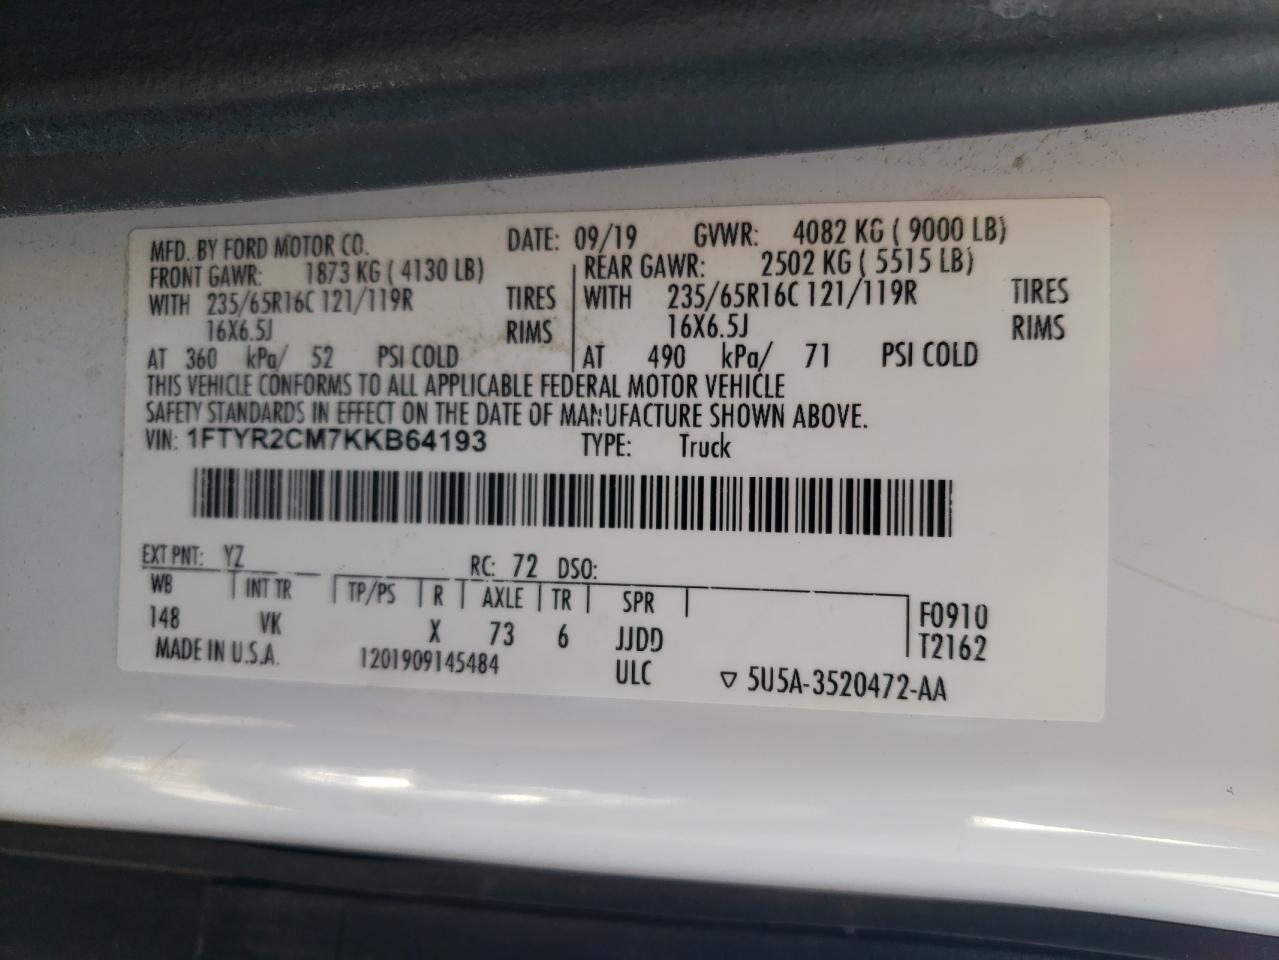 MFD. BY FORD MOTOR CO. DATE: 09/19 GVWR: 4082 KG ( 9000 LB)
FRONT GAWR: 1873 KG ( 4130 LB) REAR GAWR: 2502 KG ( 5515 LB)
WITH 235/65R16C 121/119R TIRES WITH 235/65R16C 121/119R TIRES
16X6.5J RIMS 16X6.5J RIMS
AT 360 kPa/ 52 PSI COLD AT 490 kPa/ 71 PSI COLD
THIS VEHICLE CONFORMS TO ALL APPLICABLE FEDERAL MOTOR VEHICLE
SAFETY STANDARDS IN EFFECT ON THE DATE OF MANUFACTURE SHOWN ABOVE.
VIN: 1FTYR2CM7KKB64193 TYPE: Truck
EXT PNT: YZ RC: 72 DSO:
WB INT TR TP/PS R AXLE TR SPR F0910
148 VK X 73 6 JJDD T2162
MADE IN U.S.A. 1201909145484 ULC ▽ 5U5A-3520472-AA